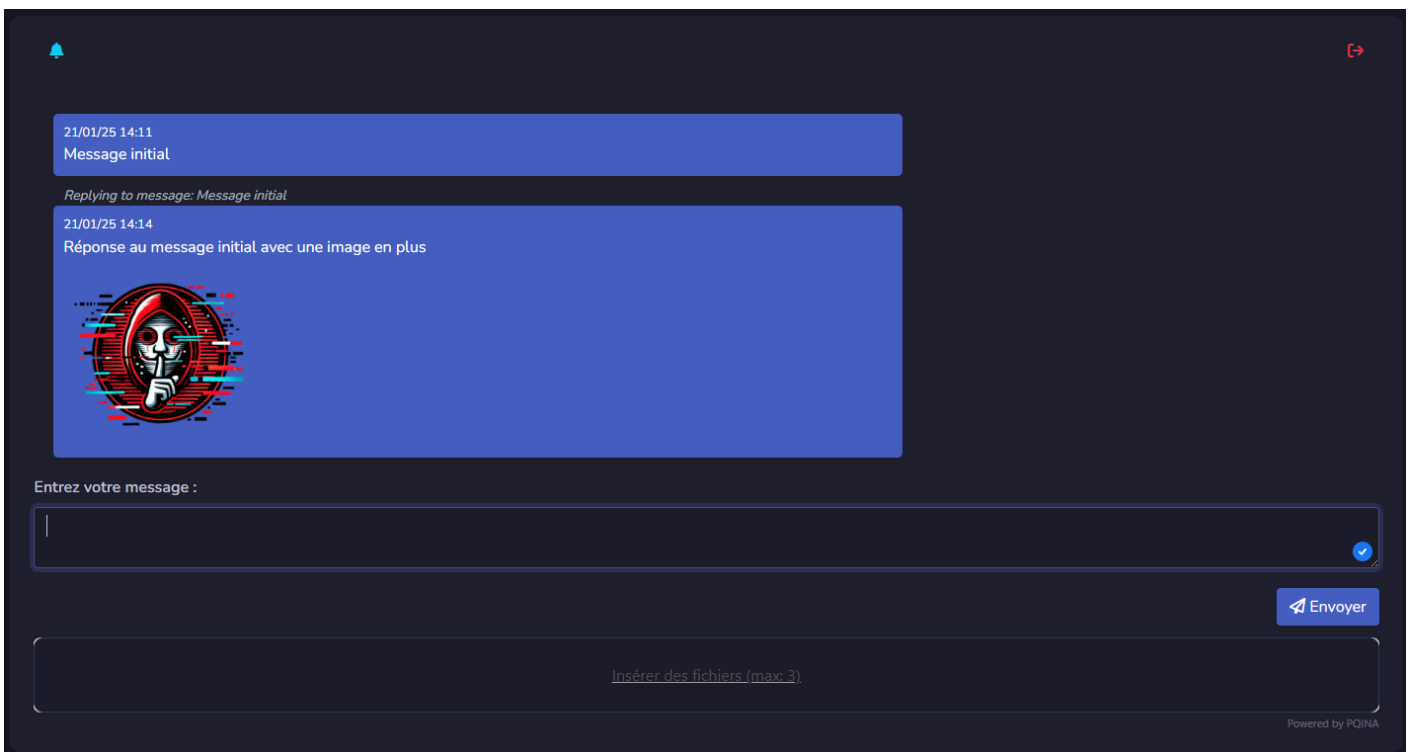 21/01/25 14:11
Message initial
Replying to message: Message initial
21/01/25 14:14
Réponse au message initial avec une image en plus
Entrez votre message :
Envoyer
Insérer des fichiers (max: 3)
Powered by PQINA